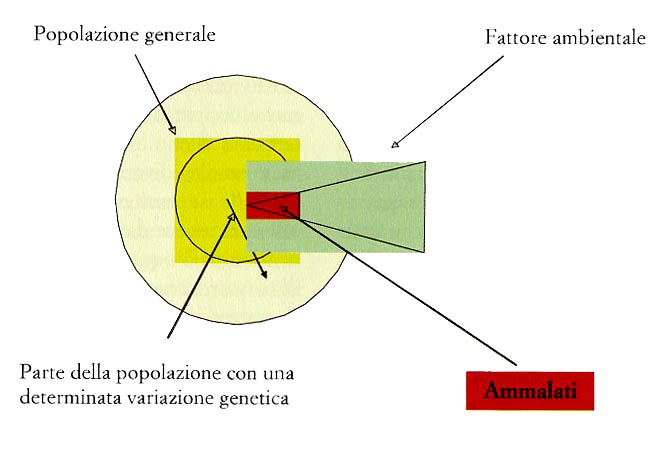 Popolazione generale
Fattore ambientale
Parte della popolazione con una
determinata variazione genetica
Ammalati